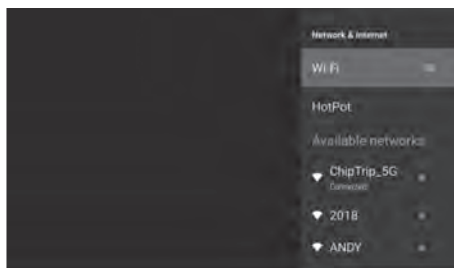 Network & Internet
Wi-Fi
HotPot
Available networks
ChipTrip_5G
Connected
2018
ANDY